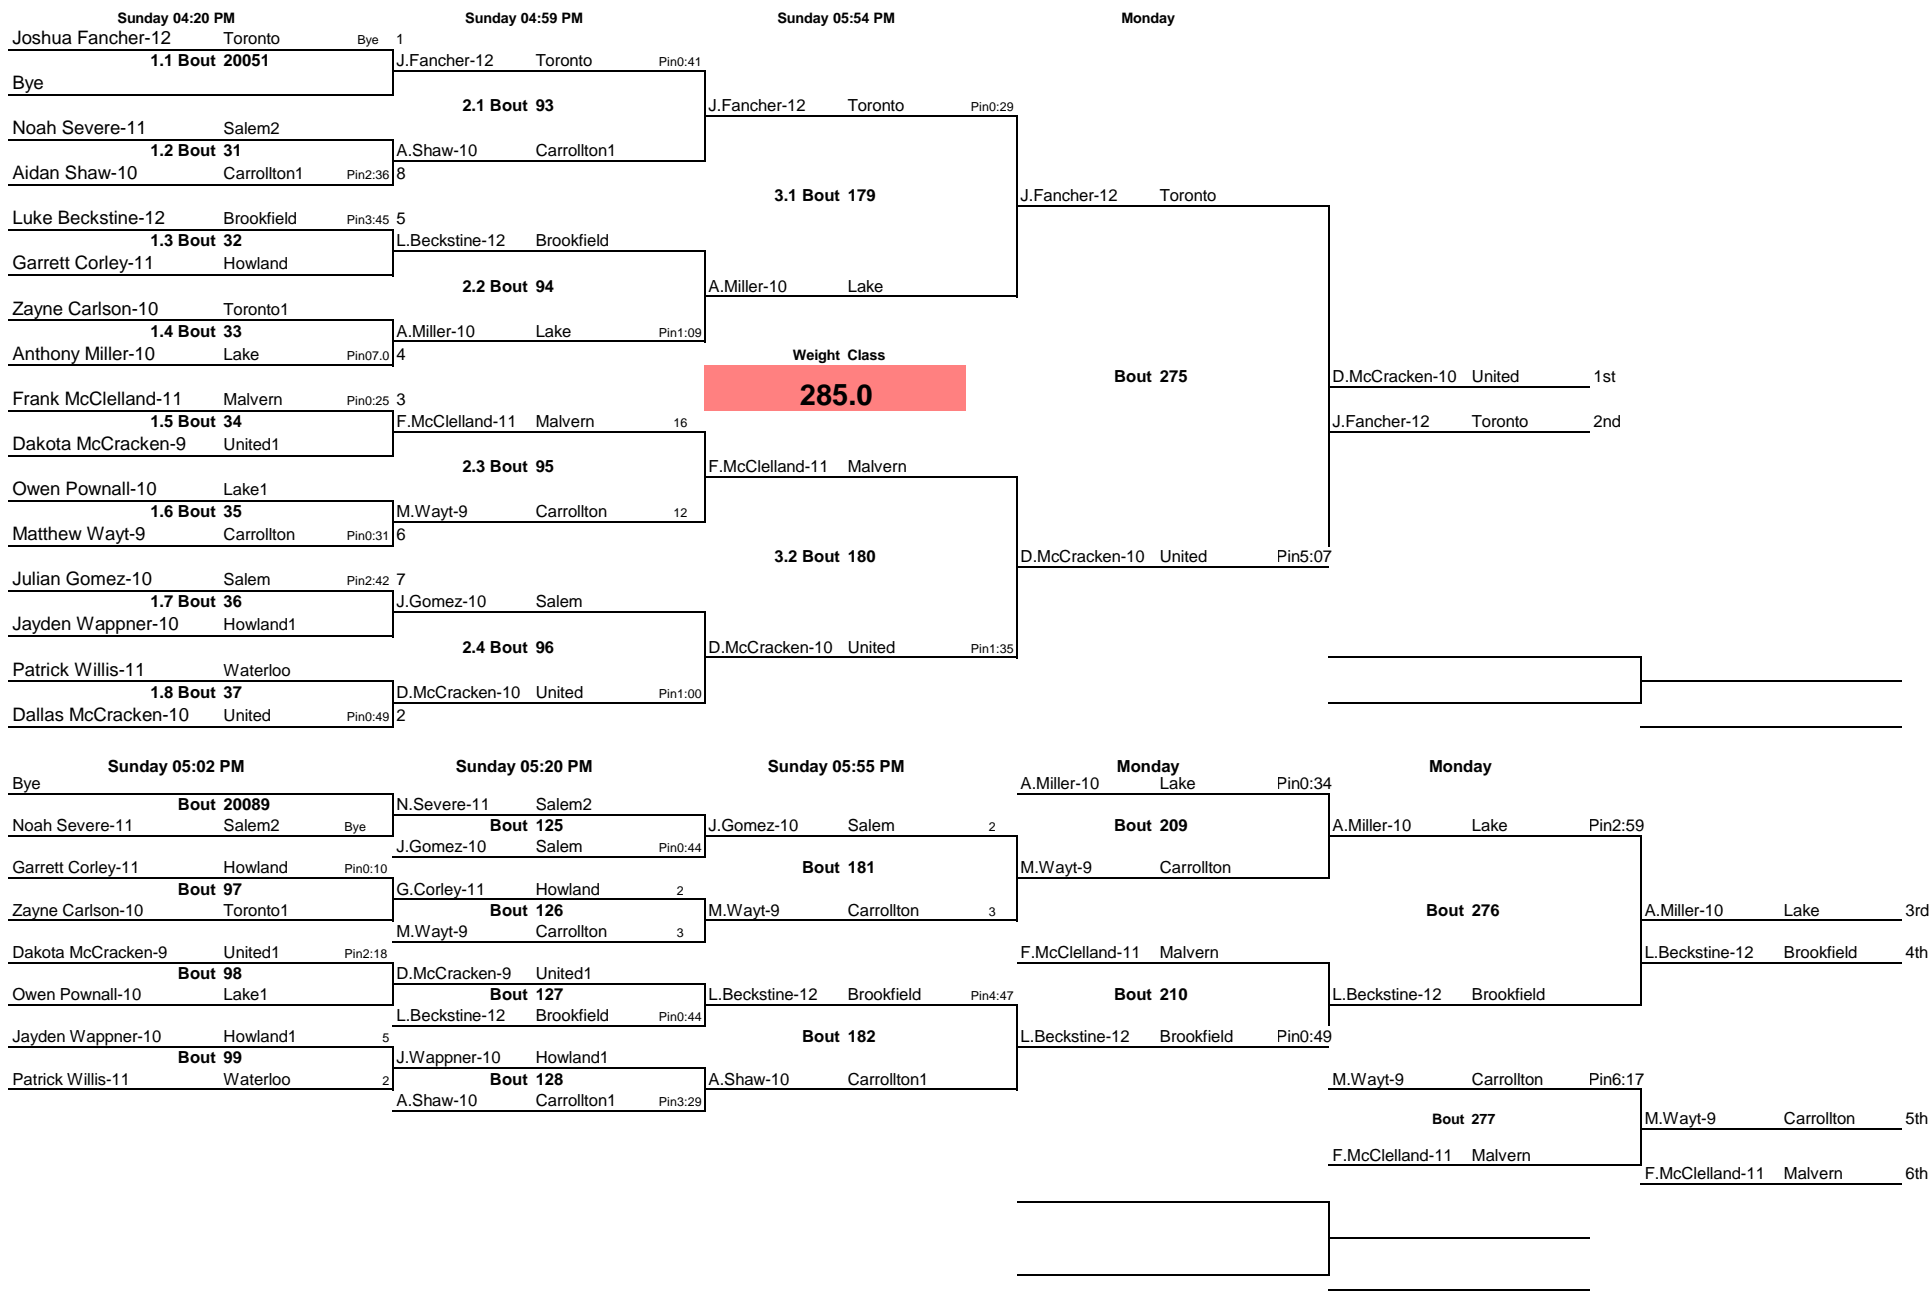 Sunday 04:20 PM Sunday 04:59 PM Sunday 05:54 PM Monday
Joshua Fancher-12 Toronto Bye 1
1.1 Bout 20051 J.Fancher-12 Toronto Pin0:41
Bye
2.1 Bout 93 J.Fancher-12 Toronto Pin0:29
Noah Severe-11 Salem2
1.2 Bout 31 A.Shaw-10 Carrollton1
Aidan Shaw-10 Carrollton1 Pin2:36 8
3.1 Bout 179 J.Fancher-12 Toronto
Luke Beckstine-12 Brookfield Pin3:45 5
1.3 Bout 32 L.Beckstine-12 Brookfield
Garrett Corley-11 Howland
2.2 Bout 94 A.Miller-10 Lake
Zayne Carlson-10 Toronto1
1.4 Bout 33 A.Miller-10 Lake Pin1:09
Anthony Miller-10 Lake Pin07.0 4
Weight Class
Bout 275 D.McCracken-10 United 1st
285.0
Frank McClelland-11 Malvern Pin0:25 3
1.5 Bout 34 F.McClelland-11 Malvern 16 J.Fancher-12 Toronto 2nd
Dakota McCracken-9 United1
2.3 Bout 95 F.McClelland-11 Malvern
Owen Pownall-10 Lake1
1.6 Bout 35 M.Wayt-9 Carrollton 12
Matthew Wayt-9 Carrollton Pin0:31 6
3.2 Bout 180 D.McCracken-10 United Pin5:07
Julian Gomez-10 Salem Pin2:42 7
1.7 Bout 36 J.Gomez-10 Salem
Jayden Wappner-10 Howland1
2.4 Bout 96 D.McCracken-10 United Pin1:35
Patrick Willis-11 Waterloo
1.8 Bout 37 D.McCracken-10 United Pin1:00
Dallas McCracken-10 United Pin0:49 2
Sunday 05:02 PM Sunday 05:20 PM Sunday 05:55 PM Monday Monday
Bye A.Miller-10 Lake Pin0:34
Bout 20089 N.Severe-11 Salem2
Noah Severe-11 Salem2 Bye Bout 125 J.Gomez-10 Salem 2 Bout 209 A.Miller-10 Lake Pin2:59
J.Gomez-10 Salem Pin0:44
Garrett Corley-11 Howland Pin0:10 Bout 181 M.Wayt-9 Carrollton
Bout 97 G.Corley-11 Howland 2
Zayne Carlson-10 Toronto1 Bout 126 M.Wayt-9 Carrollton 3 Bout 276 A.Miller-10 Lake 3rd
M.Wayt-9 Carrollton 3
Dakota McCracken-9 United1 Pin2:18 F.McClelland-11 Malvern L.Beckstine-12 Brookfield 4th
Bout 98 D.McCracken-9 United1
Owen Pownall-10 Lake1 Bout 127 L.Beckstine-12 Brookfield Pin4:47 Bout 210 L.Beckstine-12 Brookfield
L.Beckstine-12 Brookfield Pin0:44
Jayden Wappner-10 Howland1 5 Bout 182 L.Beckstine-12 Brookfield Pin0:49
Bout 99 J.Wappner-10 Howland1
Patrick Willis-11 Waterloo 2 Bout 128 A.Shaw-10 Carrollton1 M.Wayt-9 Carrollton Pin6:17
A.Shaw-10 Carrollton1 Pin3:29
Bout 277 M.Wayt-9 Carrollton 5th
F.McClelland-11 Malvern
F.McClelland-11 Malvern 6th